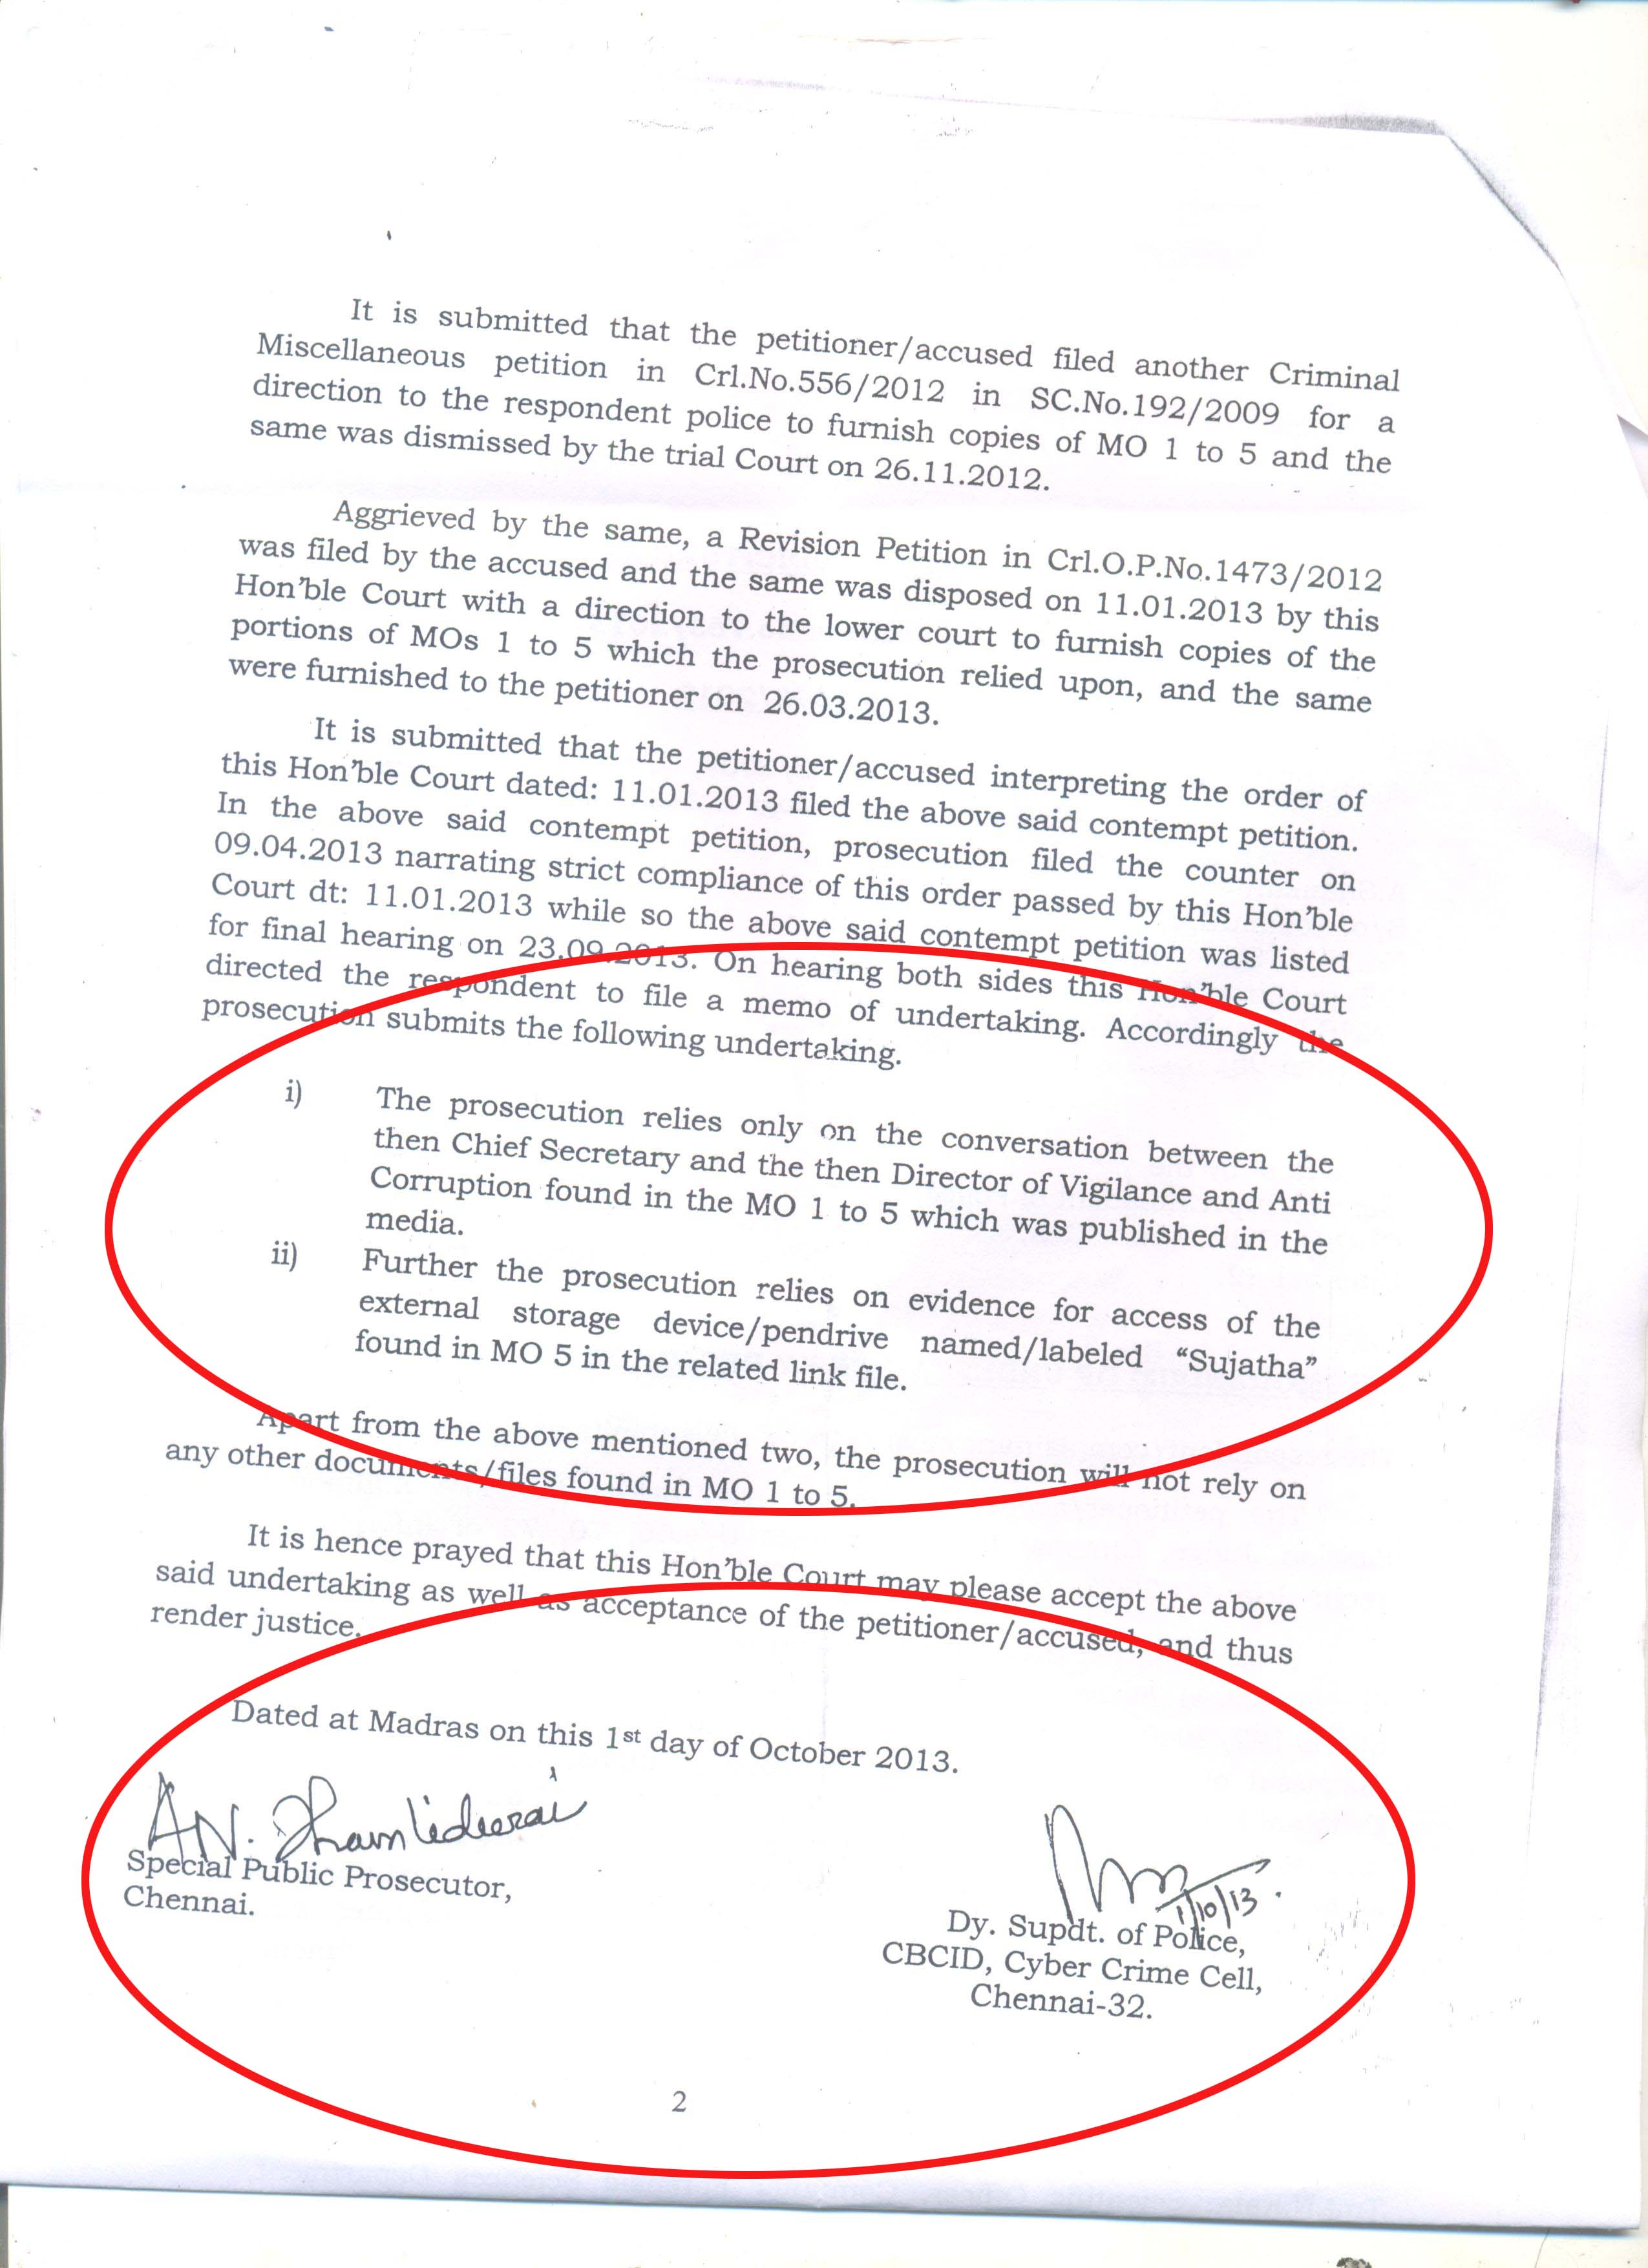 It is submitted that the petitioner/accused filed another Criminal
Miscellaneous petition in Crl.No.556/2012 in SC.No.192/2009 for a
direction to the respondent police to furnish copies of MO 1 to 5 and the
same was dismissed by the trial Court on 26.11.2012.
Aggrieved by the same, a Revision Petition in Crl.O.P.No.1473/2012
was filed by the accused and the same was disposed on 11.01.2013 by this
Hon'ble Court with a direction to the lower court to furnish copies of the
portions of MOs 1 to 5 which the prosecution relied upon, and the same
were furnished to the petitioner on 26.03.2013.
It is submitted that the petitioner/accused interpreting the order of
this Hon'ble Court dated: 11.01.2013 filed the above said contempt petition.
In the above said contempt petition, prosecution filed the counter on
09.04.2013 narrating strict compliance of this order passed by this Hon'ble
Court dt: 11.01.2013 while so the above said contempt petition was listed
for final hearing on 23.09.2013. On hearing both sides this Hon'ble Court
directed the respondent to file a memo of undertaking. Accordingly the
prosecution submits the following undertaking.
i) The prosecution relies only on the conversation between the
then Chief Secretary and the then Director of Vigilance and Anti
Corruption found in the MO 1 to 5 which was published in the
media.
ii) Further the prosecution relies on evidence for access of the
external storage device/pendrive named/labeled “Sujatha”
found in MO 5 in the related link file.
Apart from the above mentioned two, the prosecution will not rely on
any other documents/files found in MO 1 to 5.
It is hence prayed that this Hon'ble Court may please accept the above
said undertaking as well as acceptance of the petitioner/accused, and thus
render justice.
Dated at Madras on this 1st day of October 2013.
AN.
Special Public Prosecutor,
Chennai.
1/10/13.
Dy. Supdt. of Police,
CBCID, Cyber Crime Cell,
Chennai-32.
2